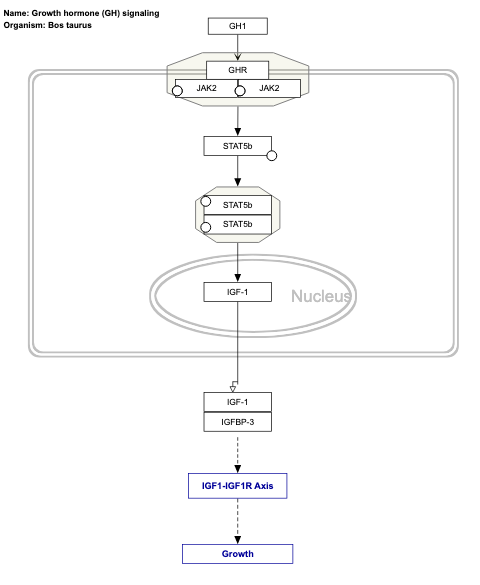 Name: Growth hormone (GH) signaling
Organism: Bos taurus
GH1
GHR
JAK2 JAK2
STAT5b
STAT5b
STAT5b
IGF-1
Nucleus
IGF-1
IGFBP-3
IGF1-IGF1R Axis
Growth